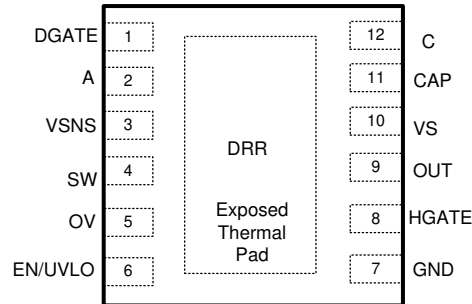 DGATE 1 12 C
A 2 11 CAP
VSNS 3 10 VS
SW 4 DRR 9 OUT
OV 5 Exposed 8 HGATE
Thermal
EN/UVLO 6 Pad 7 GND